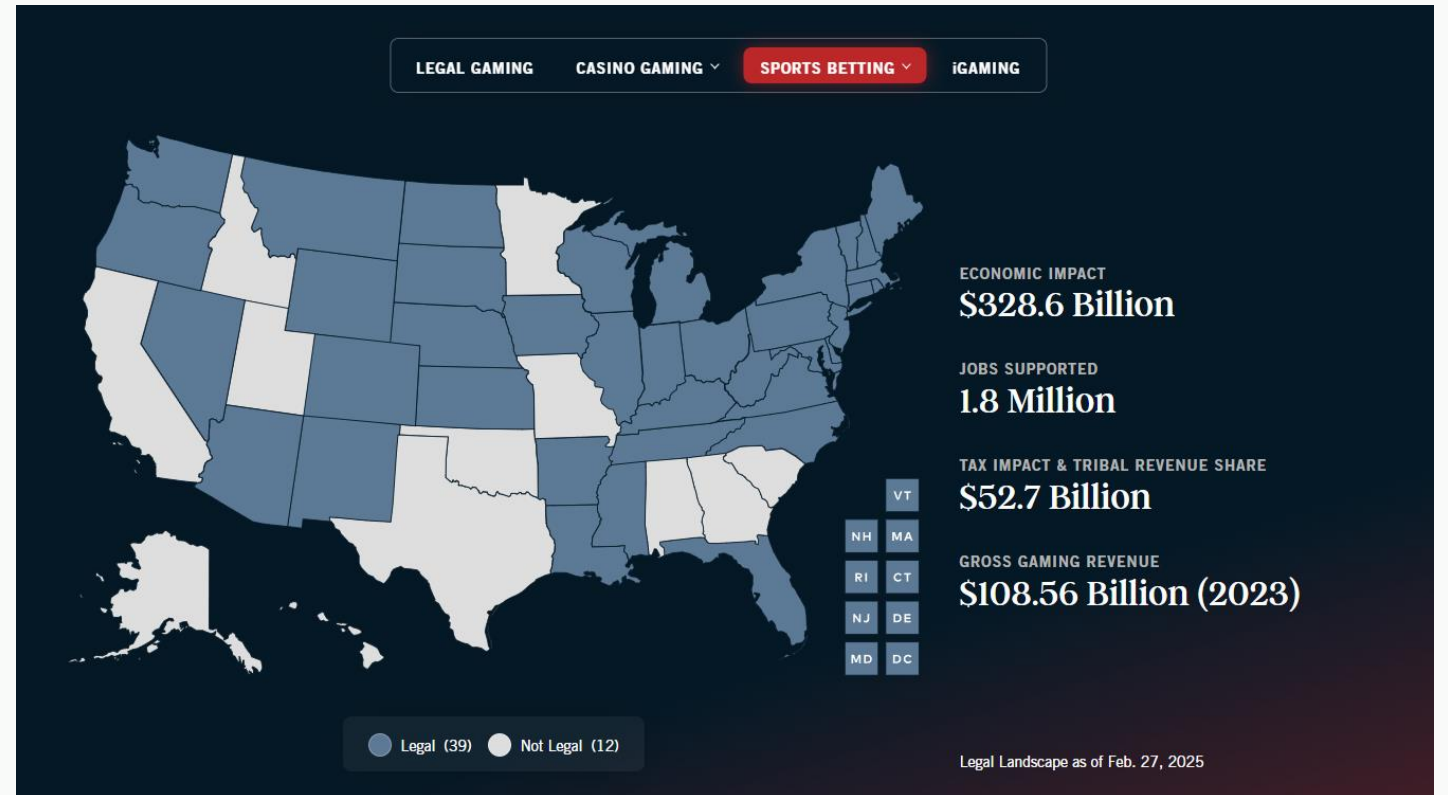 LEGAL GAMING CASINO GAMING SPORTS BETTING iGAMING
ECONOMIC IMPACT
$328.6 Billion
JOBS SUPPORTED
1.8 Million
TAX IMPACT & TRIBAL REVENUE SHARE
$52.7 Billion
GROSS GAMING REVENUE
$108.56 Billion (2023)
VT
NH MA
RI CT
NJ DE
MD DC
Legal (39) Not Legal (12)
Legal Landscape as of Feb. 27, 2025